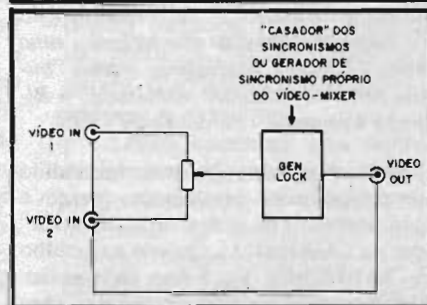 "CASADOR" DOS
SINCRONISMOS
OU GERADOR DE
SINCRONISMO PRÓPRIO
DO VÍDEO-MIXER
VÍDEO IN
1
GEN
LOCK
VIDEO
OUT
VÍDEO IN
2